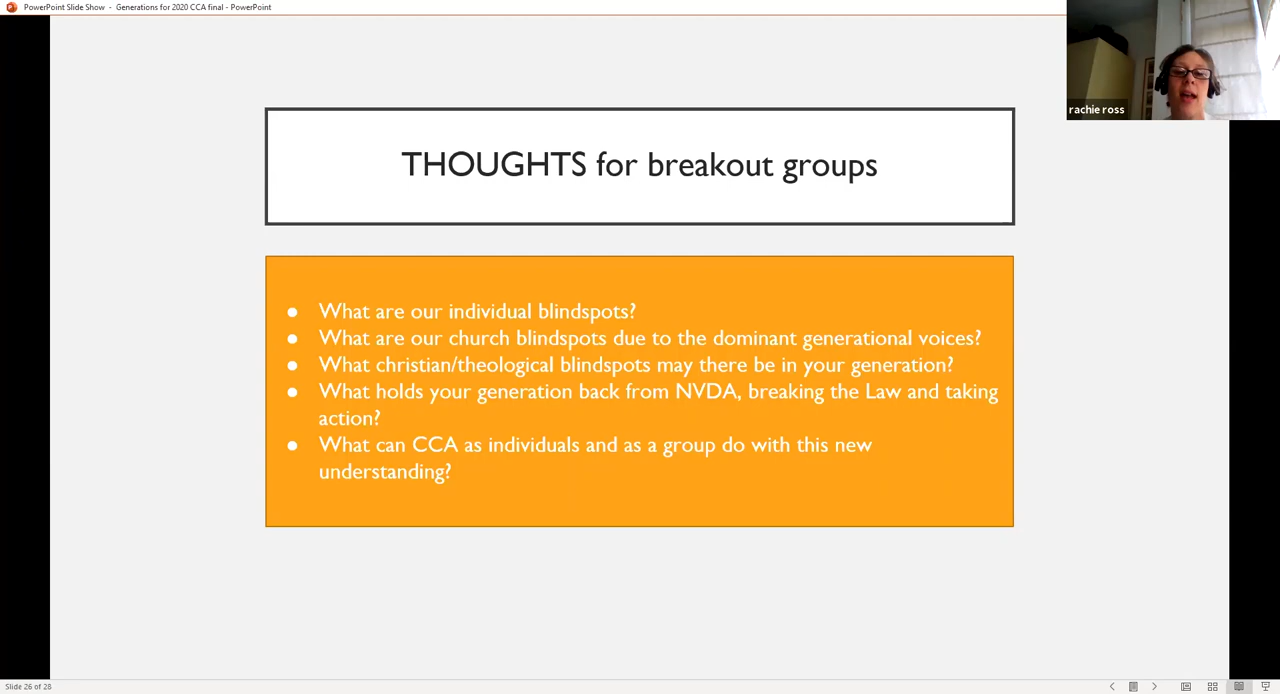 PowerPoint Slide Show - Generations for 2020 CCA final - PowerPoint
rachie ross
THOUGHTS for breakout groups
● What are our individual blindspots?
● What are our church blindspots due to the dominant generational voices?
● What christian/theological blindspots may there be in your generation?
● What holds your generation back from NVDA, breaking the Law and taking
action?
● What can CCA as individuals and as a group do with this new
understanding?
Slide 26 of 28